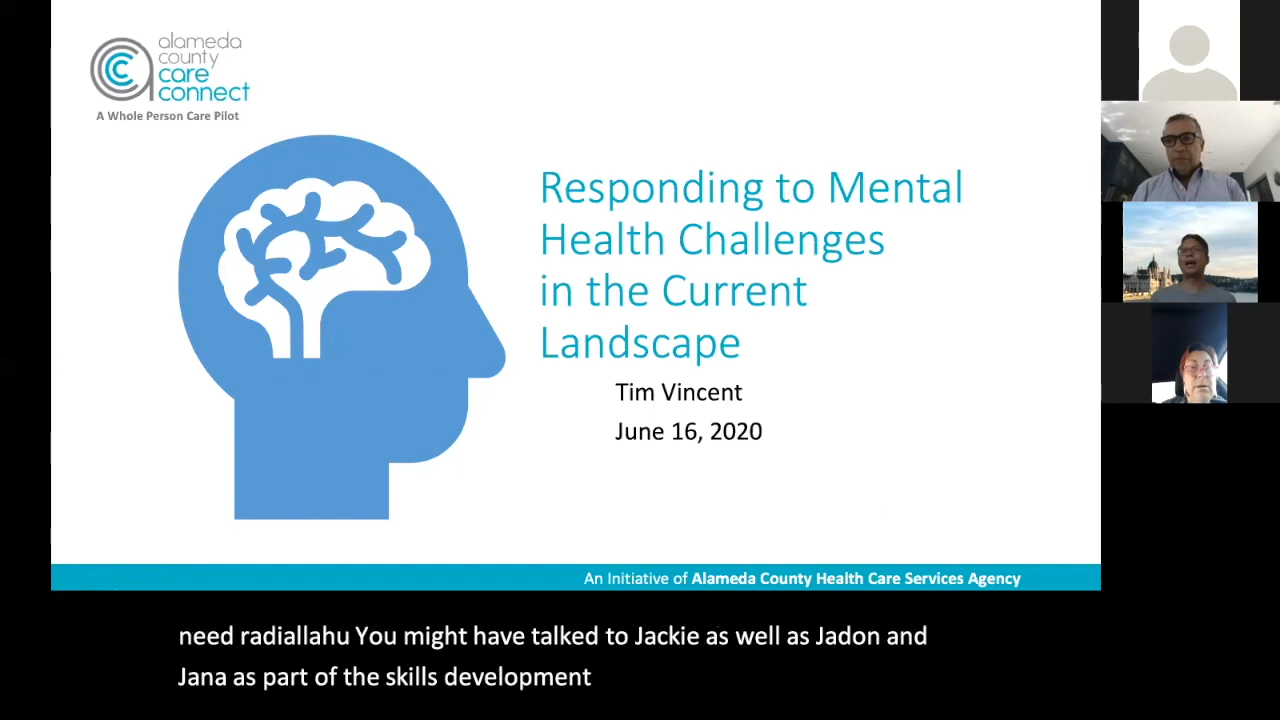 alameda
county
care
connect
A Whole Person Care Pilot
Responding to Mental
Health Challenges
in the Current
Landscape
Tim Vincent
June 16, 2020
An Initiative of Alameda County Health Care Services Agency
need radiallahu You might have talked to Jackie as well as Jadon and
Jana as part of the skills development